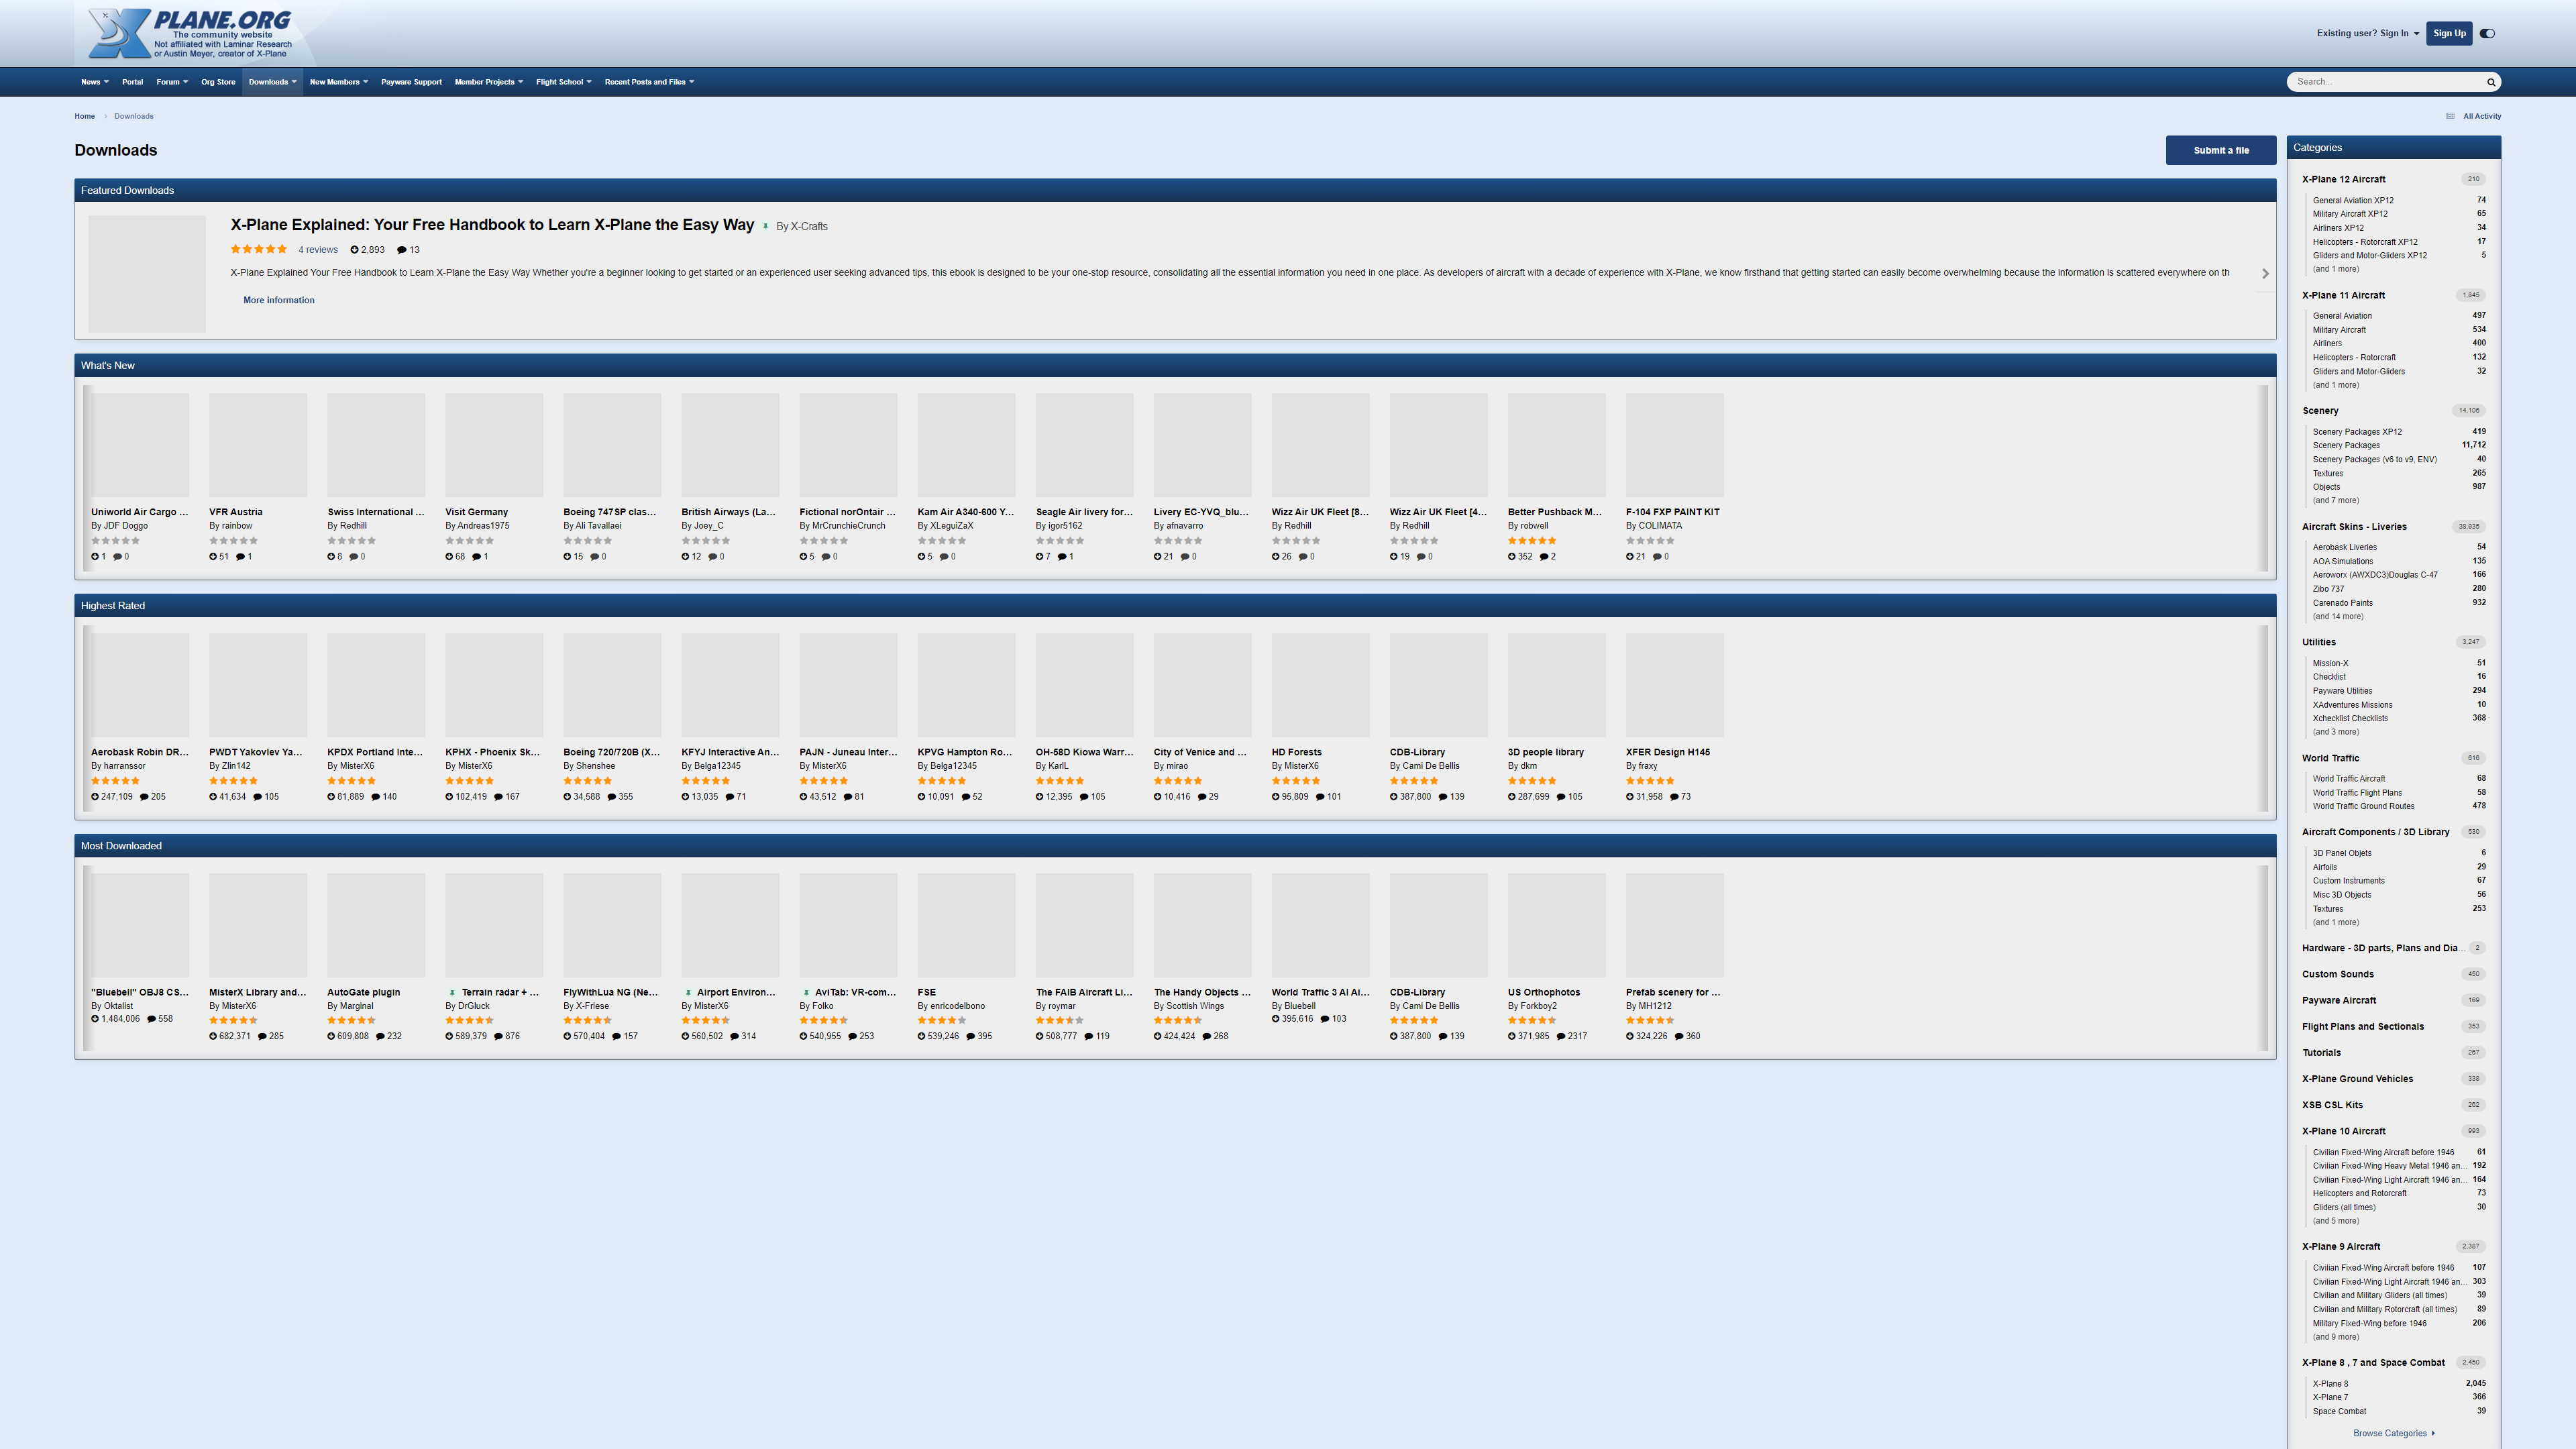 PLANE.ORG
The community website
Not affiliated with Laminar Research
or Austin Meyer, creator of X-Plane
Existing user? Sign In
Sign Up
News
Portal
Forum
Org Store
Downloads
New Members
Payware Support
Member Projects
Flight School
Recent Posts and Files
Search...
Home
Downloads
All Activity
Downloads
Submit a file
Featured Downloads
X-Plane Explained: Your Free Handbook to Learn X-Plane the Easy Way By X-Crafts
4 reviews 2,893 13
X-Plane Explained Your Free Handbook to Learn X-Plane the Easy Way Whether you're a beginner looking to get started or an experienced user seeking advanced tips, this ebook is designed to be your one-stop resource, consolidating all the essential information you need in one place. As developers of aircraft with a decade of experience with X-Plane, we know firsthand that getting started can easily become overwhelming because the information is scattered everywhere on th
More information
What's New
Uniworld Air Cargo ...
By JDF Doggo
1 0
VFR Austria
By rainbow
51 1
Swiss International ...
By Redhill
8 0
Visit Germany
By Andreas1975
68 1
Boeing 747SP clas...
By Ali Tavallaei
15 0
British Airways (La...
By Joey_C
12 0
Fictional norOntair ...
By MrCrunchieCrunch
5 0
Kam Air A340-600 Y...
By XLeguiZaX
5 0
Seagle Air livery for...
By igor5162
7 1
Livery EC-YVQ_blu...
By afnavarro
21 0
Wizz Air UK Fleet [8...
By Redhill
26 0
Wizz Air UK Fleet [4...
By Redhill
19 0
Better Pushback M...
By robwell
352 2
F-104 FXP PAINT KIT
By COLIMATA
21 0
Highest Rated
Aerobask Robin DR...
By harranssor
247,109 205
PWDT Yakovlev Ya...
By Zlin142
41,634 105
KPDX Portland Inte...
By MisterX6
81,889 140
KPHX - Phoenix Sk...
By MisterX6
102,419 167
Boeing 720/720B (X...
By Shenshee
34,588 355
KFYJ Interactive An...
By Belga12345
13,035 71
PAJN - Juneau Inter...
By MisterX6
43,512 81
KPVG Hampton Ro...
By Belga12345
10,091 52
OH-58D Kiowa Warr...
By KarlL
12,395 105
City of Venice and ...
By mirao
10,416 29
HD Forests
By MisterX6
95,809 101
CDB-Library
By Cami De Bellis
387,800 139
3D people library
By dkm
287,699 105
XFER Design H145
By fraxy
31,958 73
Most Downloaded
"Bluebell" OBJ8 CS...
By Oktalist
1,484,006 558
MisterX Library and...
By MisterX6
682,371 285
AutoGate plugin
By Marginal
609,808 232
Terrain radar + ...
By DrGluck
589,379 876
FlyWithLua NG (Ne...
By X-Friese
570,404 157
Airport Environ...
By MisterX6
560,502 314
AviTab: VR-com...
By Folko
540,955 253
FSE
By enricodelbono
539,246 395
The FAIB Aircraft Li...
By roymar
508,777 119
The Handy Objects ...
By Scottish Wings
424,424 268
World Traffic 3 AI Ai...
By Bluebell
395,616 103
CDB-Library
By Cami De Bellis
387,800 139
US Orthophotos
By Forkboy2
371,985 2317
Prefab scenery for ...
By MH1212
324,226 360
Categories
X-Plane 12 Aircraft 210
General Aviation XP12 74
Military Aircraft XP12 65
Airliners XP12 34
Helicopters - Rotorcraft XP12 17
Gliders and Motor-Gliders XP12 5
(and 1 more)
X-Plane 11 Aircraft 1,845
General Aviation 497
Military Aircraft 534
Airliners 400
Helicopters - Rotorcraft 132
Gliders and Motor-Gliders 32
(and 1 more)
Scenery 14,106
Scenery Packages XP12 419
Scenery Packages 11,712
Scenery Packages (v6 to v9, ENV) 40
Textures 265
Objects 987
(and 7 more)
Aircraft Skins - Liveries 38,935
Aerobask Liveries 54
AOA Simulations 135
Aeroworx (AWXDC3)Douglas C-47 166
Zibo 737 280
Carenado Paints 932
(and 14 more)
Utilities 3,247
Mission-X 51
Checklist 16
Payware Utilities 294
XAdventures Missions 10
Xchecklist Checklists 368
(and 3 more)
World Traffic 616
World Traffic Aircraft 68
World Traffic Flight Plans 58
World Traffic Ground Routes 478
Aircraft Components / 3D Library 530
3D Panel Objets 6
Airfoils 29
Custom Instruments 67
Misc 3D Objects 56
Textures 253
(and 1 more)
Hardware - 3D parts, Plans and Dia... 2
Custom Sounds 450
Payware Aircraft 169
Flight Plans and Sectionals 353
Tutorials 267
X-Plane Ground Vehicles 338
XSB CSL Kits 262
X-Plane 10 Aircraft 993
Civilian Fixed-Wing Aircraft before 1946 61
Civilian Fixed-Wing Heavy Metal 1946 an... 192
Civilian Fixed-Wing Light Aircraft 1946 an... 164
Helicopters and Rotorcraft 73
Gliders (all times) 30
(and 5 more)
X-Plane 9 Aircraft 2,387
Civilian Fixed-Wing Aircraft before 1946 107
Civilian Fixed-Wing Light Aircraft 1946 an... 303
Civilian and Military Gliders (all times) 39
Civilian and Military Rotorcraft (all times) 89
Military Fixed-Wing before 1946 206
(and 9 more)
X-Plane 8 , 7 and Space Combat 2,450
X-Plane 8 2,045
X-Plane 7 366
Space Combat 39
Browse Categories